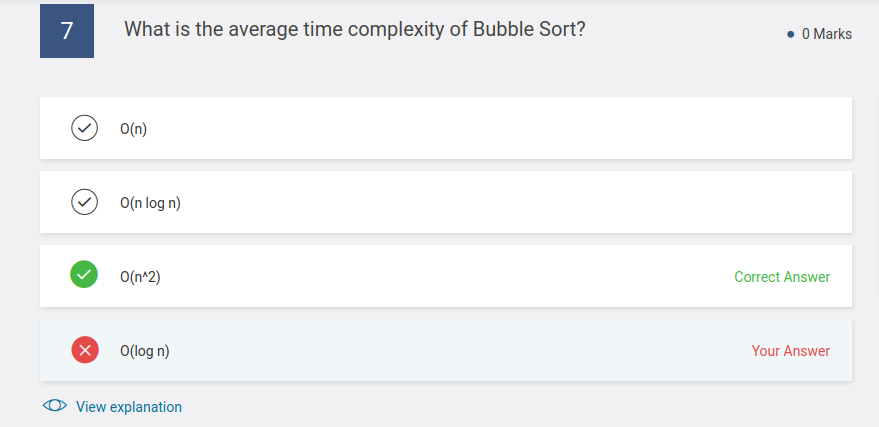 7 What is the average time complexity of Bubble Sort? • 0 Marks
O(n)
O(n log n)
O(n^2) Correct Answer
O(log n) Your Answer
View explanation